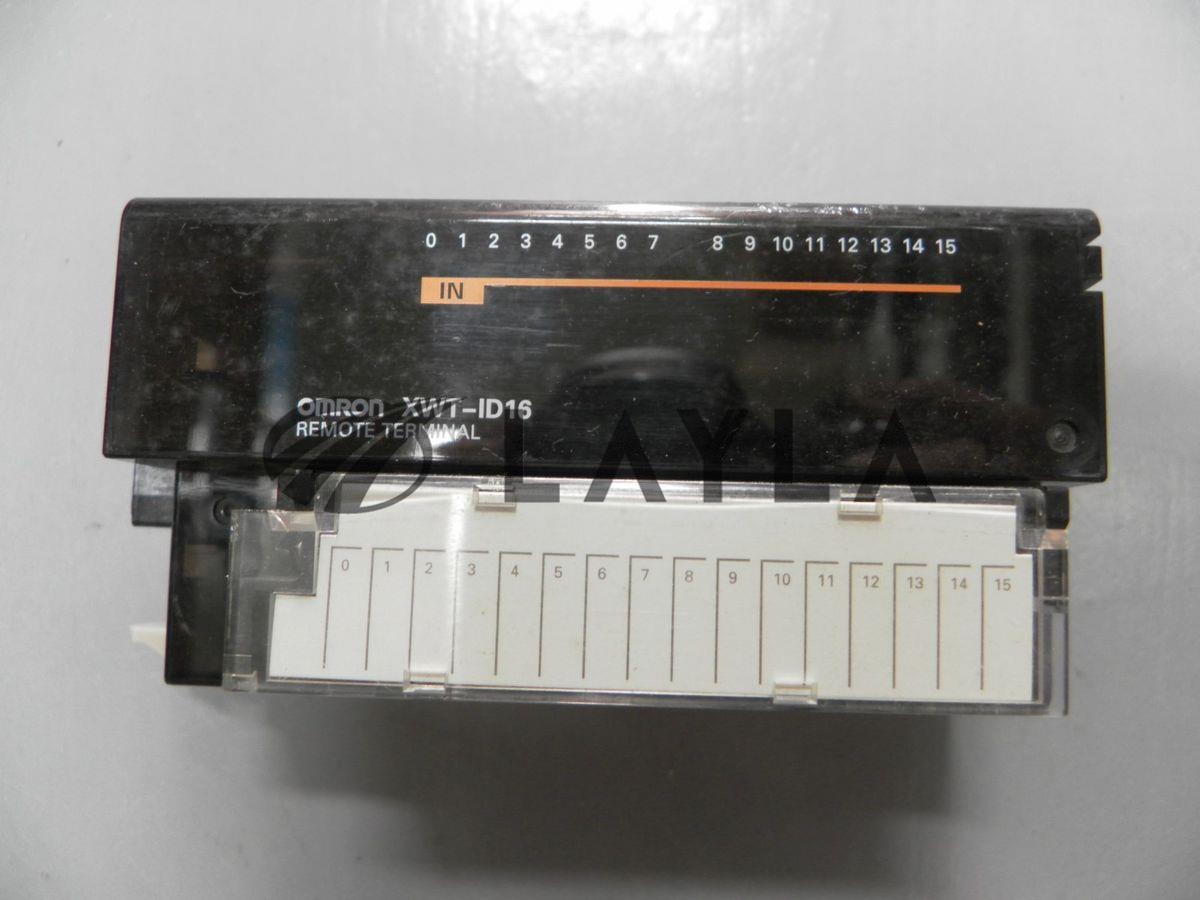 0 1 2 3 4 5 6 7 8 9 10 11 12 13 14 15
IN
OMRON XWT-ID16
REMOTE TERMINAL
LAYLA
0 1 2 3 4 5 6 7 8 9 10 11 12 13 14 15